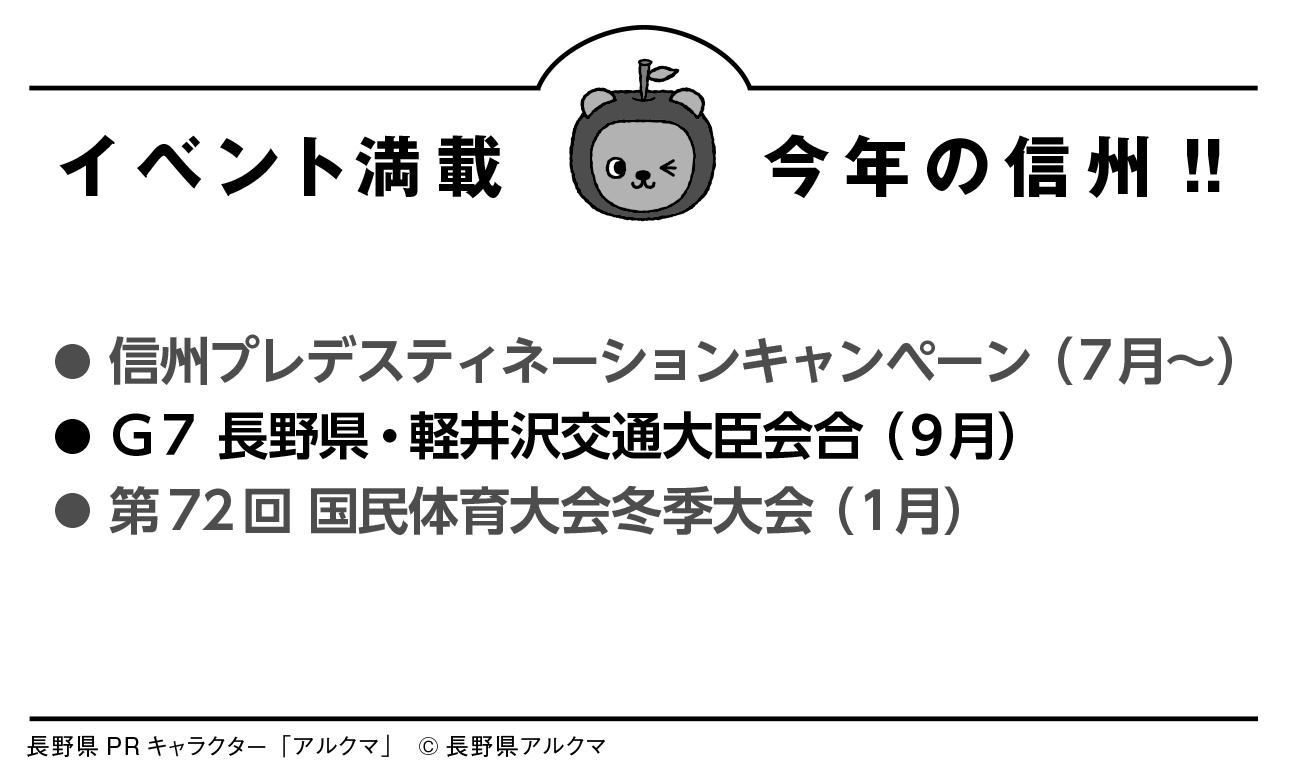 イベント満載 今年の信州!!
● 信州プレデスティネーションキャンペーン（7月～）
● G7 長野県・軽井沢交通大臣会合（9月）
● 第72回 国民体育大会冬季大会（1月）
長野県PRキャラクター「アルクマ」 ©長野県アルクマ